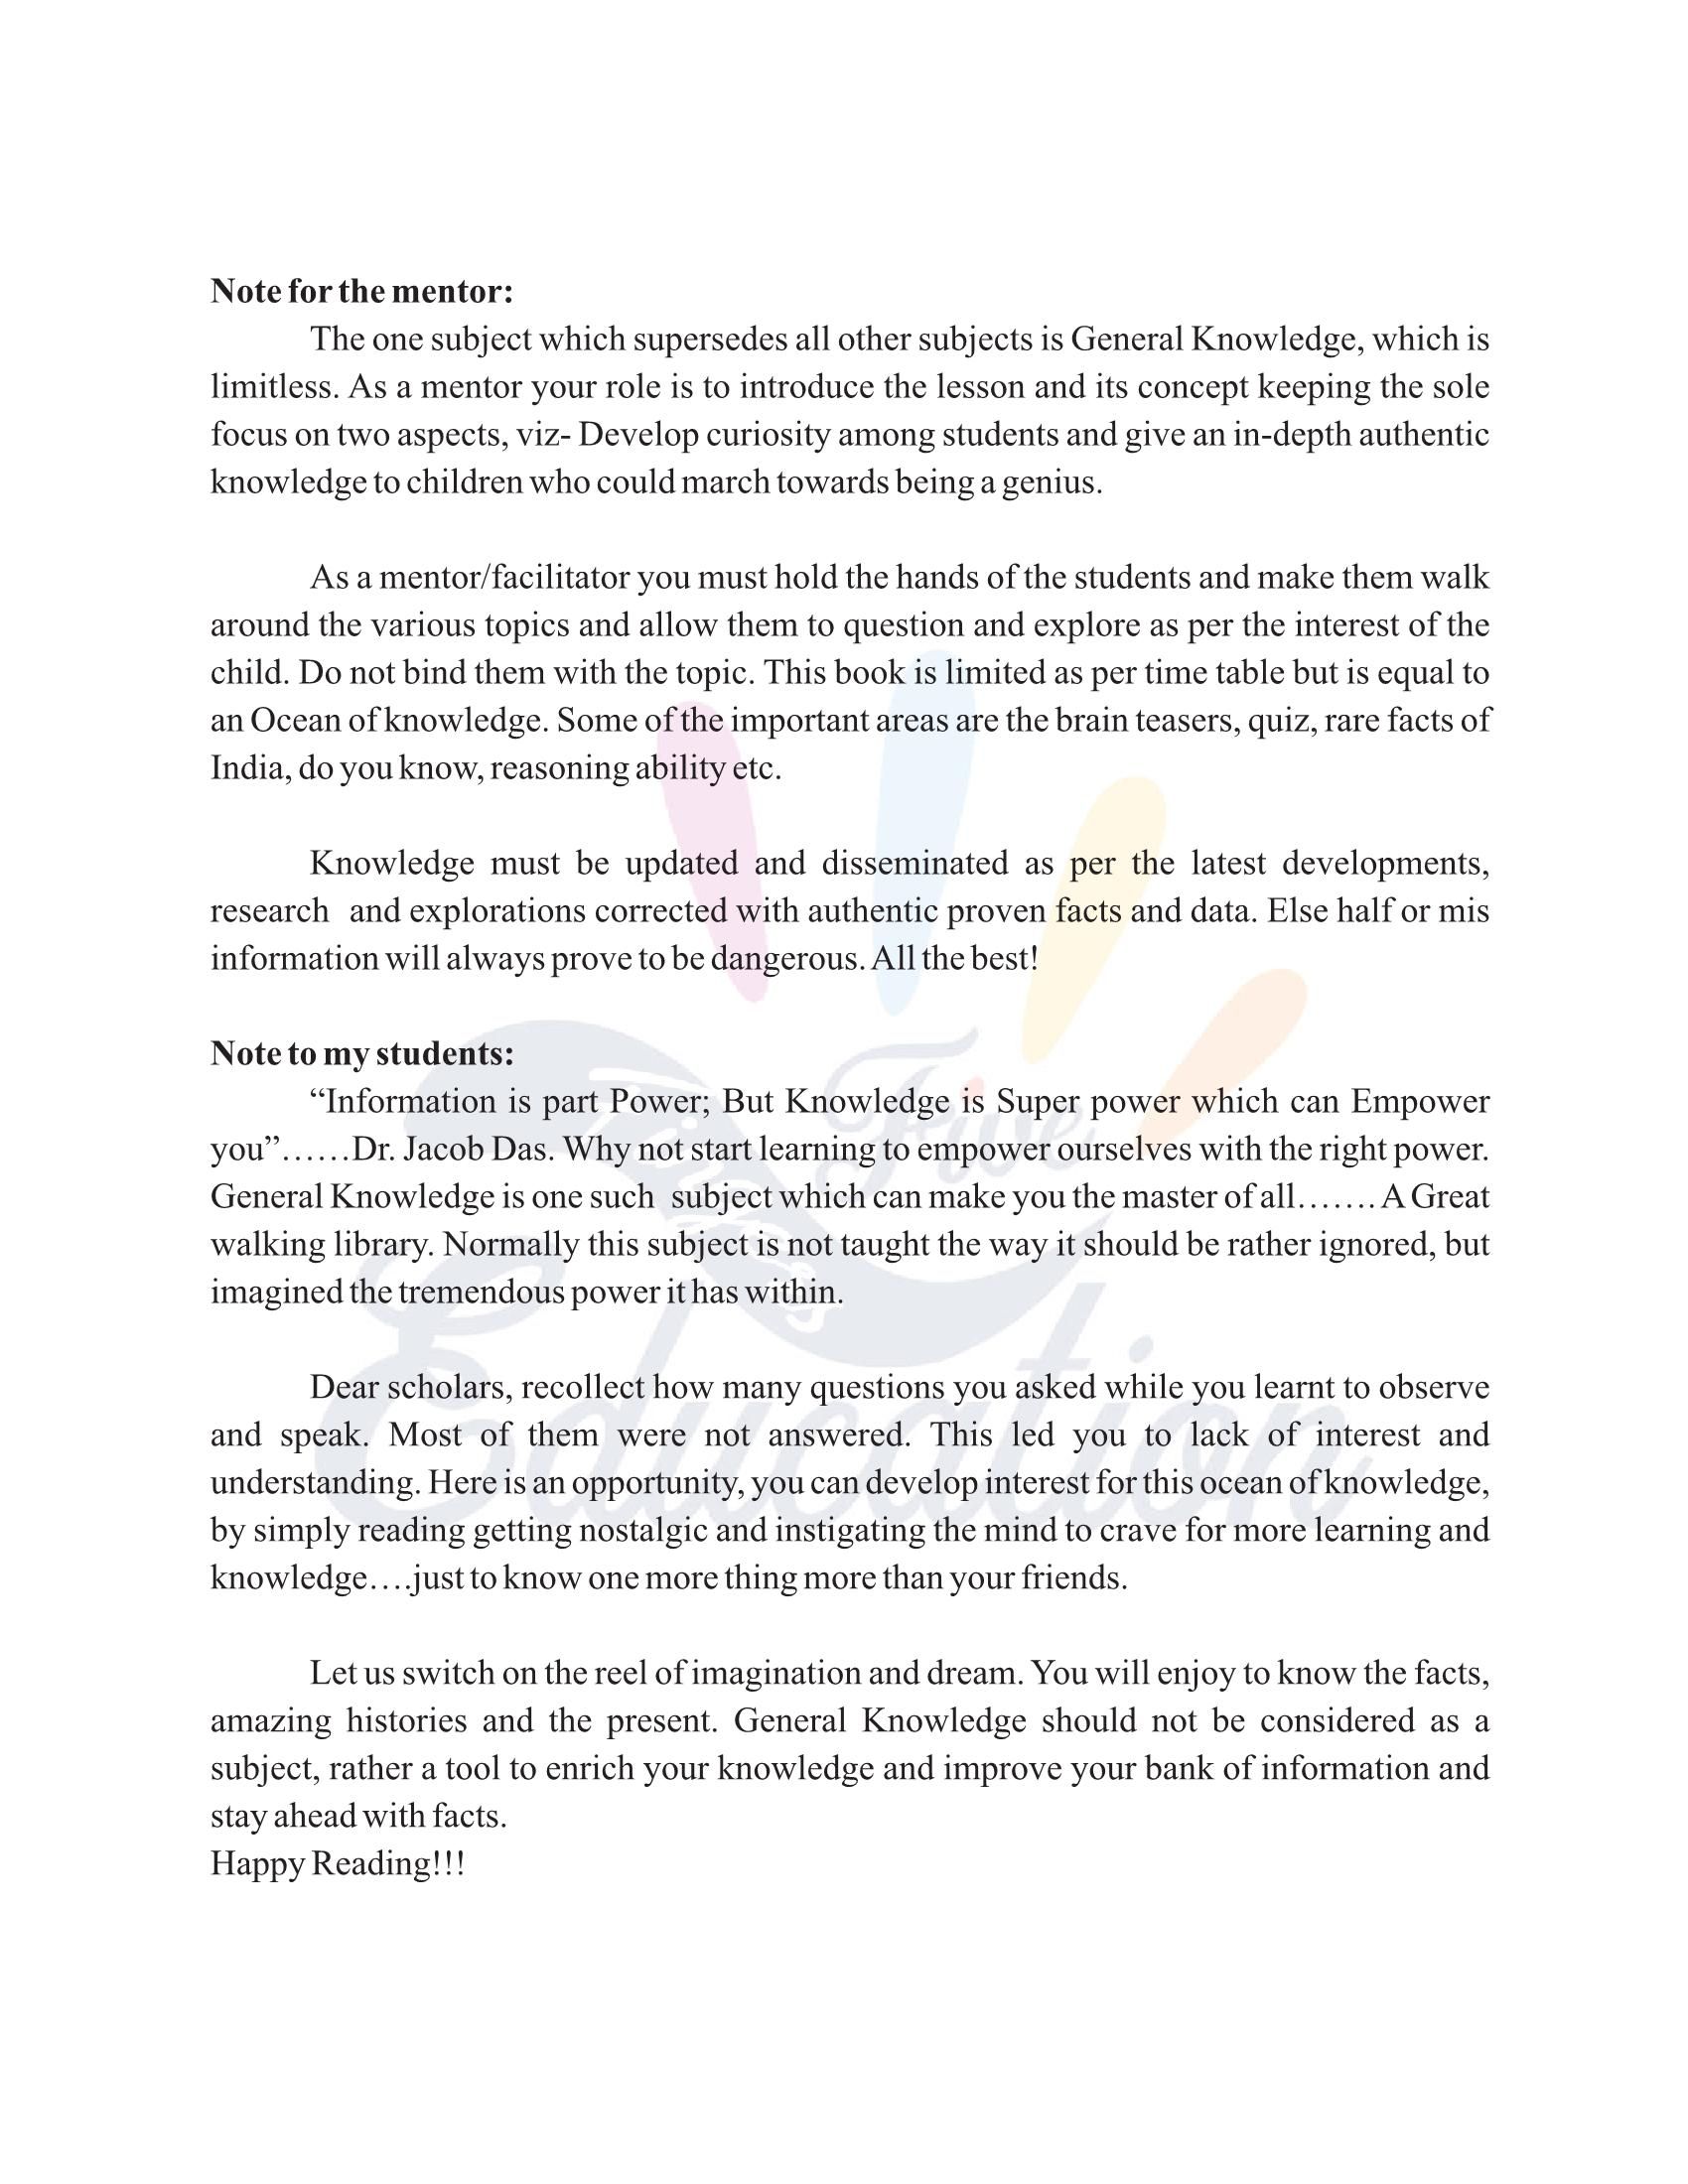 Note for the mentor:
The one subject which supersedes all other subjects is General Knowledge, which is
limitless. As a mentor your role is to introduce the lesson and its concept keeping the sole
focus on two aspects, viz- Develop curiosity among students and give an in-depth authentic
knowledge to children who could march towards being a genius.
As a mentor/facilitator you must hold the hands of the students and make them walk
around the various topics and allow them to question and explore as per the interest of the
child. Do not bind them with the topic. This book is limited as per time table but is equal to
an Ocean of knowledge. Some of the important areas are the brain teasers, quiz, rare facts of
India, do you know, reasoning ability etc.
Knowledge must be updated and disseminated as per the latest developments,
research and explorations corrected with authentic proven facts and data. Else half or mis
information will always prove to be dangerous. All the best!
Note to my students:
“Information is part Power; But Knowledge is Super power which can Empower
you”……Dr. Jacob Das. Why not start learning to empower ourselves with the right power.
General Knowledge is one such subject which can make you the master of all……. A Great
walking library. Normally this subject is not taught the way it should be rather ignored, but
imagined the tremendous power it has within.
Dear scholars, recollect how many questions you asked while you learnt to observe
and speak. Most of them were not answered. This led you to lack of interest and
understanding. Here is an opportunity, you can develop interest for this ocean of knowledge,
by simply reading getting nostalgic and instigating the mind to crave for more learning and
knowledge….just to know one more thing more than your friends.
Let us switch on the reel of imagination and dream. You will enjoy to know the facts,
amazing histories and the present. General Knowledge should not be considered as a
subject, rather a tool to enrich your knowledge and improve your bank of information and
stay ahead with facts.
Happy Reading!!!
Five
Education